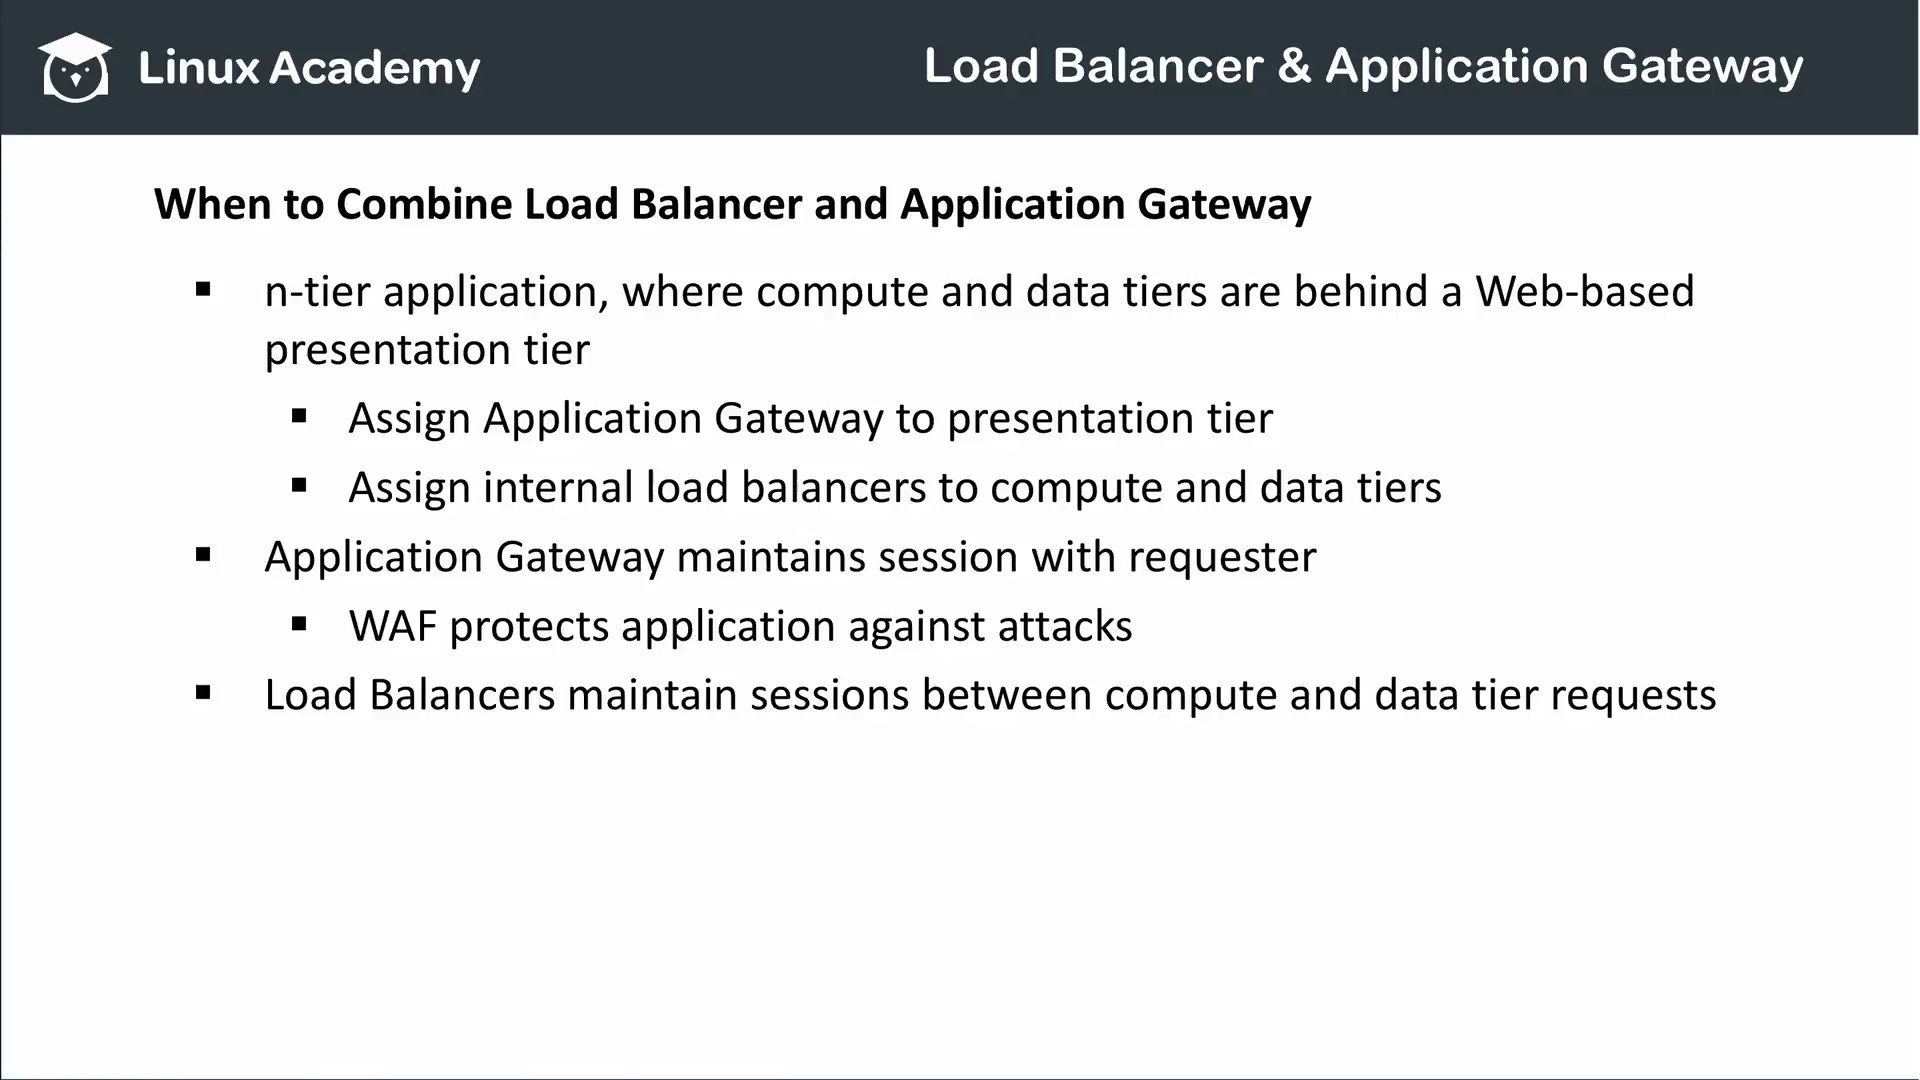 Linux Academy
Load Balancer & Application Gateway
When to Combine Load Balancer and Application Gateway
▪ n-tier application, where compute and data tiers are behind a Web-based
presentation tier
▪ Assign Application Gateway to presentation tier
▪ Assign internal load balancers to compute and data tiers
▪ Application Gateway maintains session with requester
▪ WAF protects application against attacks
▪ Load Balancers maintain sessions between compute and data tier requests